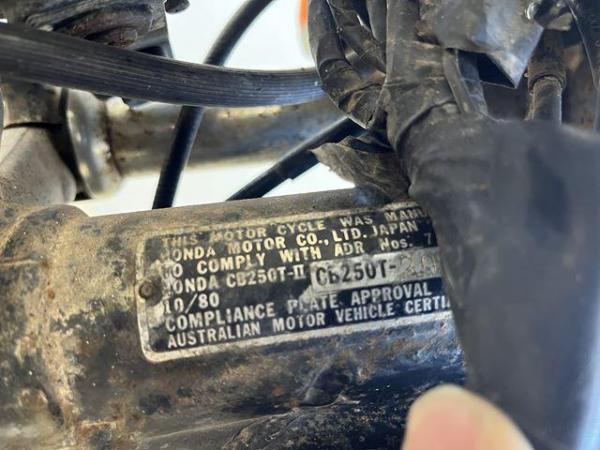 THIS MOTOR CYCLE WAS
HONDA MOTOR CO., LTD. JAPAN
TO COMPLY WITH ADR Nos. 7
HONDA CB250T-II CB250T-
10/80
COMPLIANCE PLATE APPROVAL
AUSTRALIAN MOTOR VEHICLE